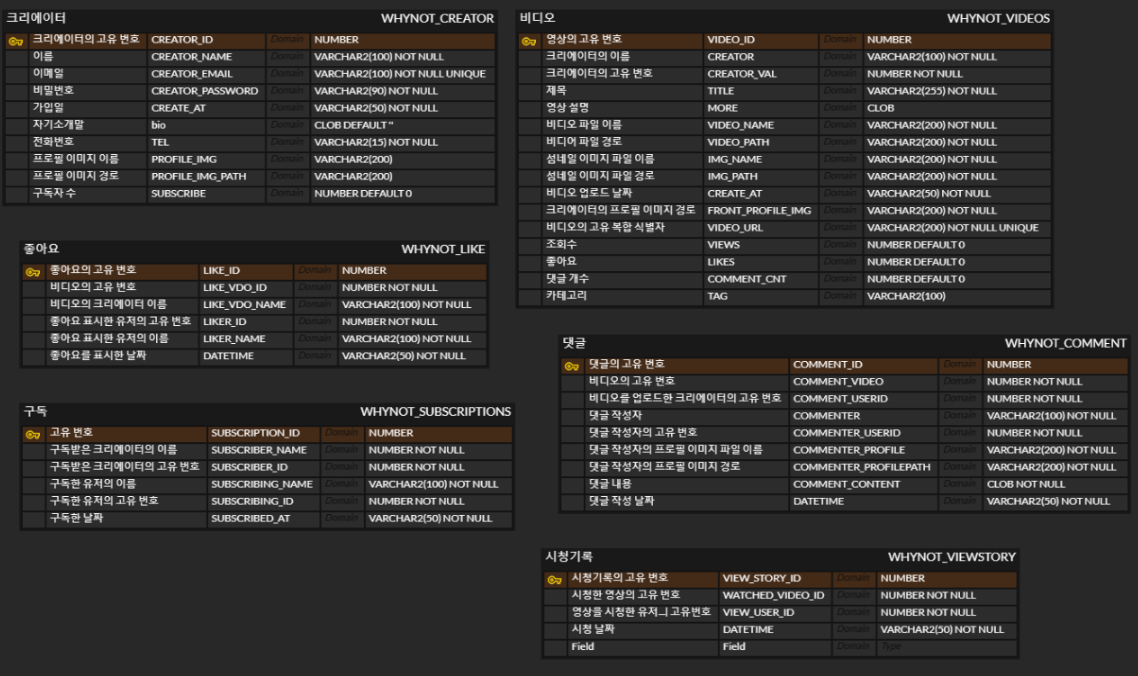 크리에이터 WHYNOT_CREATOR
크리에이터의 고유 번호 CREATOR_ID Domain NUMBER
이름 CREATOR_NAME Domain VARCHAR2(100) NOT NULL
이메일 CREATOR_EMAIL Domain VARCHAR2(100) NOT NULL UNIQUE
비밀번호 CREATOR_PASSWORD Domain VARCHAR2(90) NOT NULL
가입일 CREATE_AT Domain VARCHAR2(50) NOT NULL
자기소개말 bio Domain CLOB DEFAULT ''
전화번호 TEL Domain VARCHAR2(15) NOT NULL
프로필 이미지 이름 PROFILE_IMG Domain VARCHAR2(200)
프로필 이미지 경로 PROFILE_IMG_PATH Domain VARCHAR2(200)
구독자 수 SUBSCRIBE Domain NUMBER DEFAULT 0
비디오 WHYNOT_VIDEOS
영상의 고유 번호 VIDEO_ID Domain NUMBER
크리에이터의 이름 CREATOR Domain VARCHAR2(100) NOT NULL
크리에이터의 고유 번호 CREATOR_VAL Domain NUMBER NOT NULL
제목 TITLE Domain VARCHAR2(255) NOT NULL
영상 설명 MORE Domain CLOB
비디오 파일 이름 VIDEO_NAME Domain VARCHAR2(200) NOT NULL
비디어 파일 경로 VIDEO_PATH Domain VARCHAR2(200) NOT NULL
섬네일 이미지 파일 이름 IMG_NAME Domain VARCHAR2(200) NOT NULL
섬네일 이미지 파일 경로 IMG_PATH Domain VARCHAR2(200) NOT NULL
비디오 업로드 날짜 CREATE_AT Domain VARCHAR2(50) NOT NULL
크리에이터의 프로필 이미지 경로 FRONT_PROFILE_IMG Domain VARCHAR2(200) NOT NULL
비디오의 고유 복합 식별자 VIDEO_URL Domain VARCHAR2(200) NOT NULL UNIQUE
조회수 VIEWS Domain NUMBER DEFAULT 0
좋아요 LIKES Domain NUMBER DEFAULT 0
댓글 개수 COMMENT_CNT Domain NUMBER DEFAULT 0
카테고리 TAG Domain VARCHAR2(100)
좋아요 WHYNOT_LIKE
좋아요의 고유 번호 LIKE_ID Domain NUMBER
비디오의 고유 번호 LIKE_VDO_ID Domain NUMBER NOT NULL
비디오의 크리에이터 이름 LIKE_VDO_NAME Domain VARCHAR2(100) NOT NULL
좋아요 표시한 유저의 고유 번호 LIKER_ID Domain NUMBER NOT NULL
좋아요 표시한 유저의 이름 LIKER_NAME Domain VARCHAR2(100) NOT NULL
좋아요를 표시한 날짜 DATETIME Domain VARCHAR2(50) NOT NULL
댓글 WHYNOT_COMMENT
댓글의 고유 번호 COMMENT_ID Domain NUMBER
비디오의 고유 번호 COMMENT_VIDEO Domain NUMBER NOT NULL
비디오를 업로드한 크리에이터의 고유 번호 COMMENT_USERID Domain NUMBER NOT NULL
댓글 작성자 COMMENTER Domain VARCHAR2(100) NOT NULL
댓글 작성자의 고유 번호 COMMENTER_USERID Domain NUMBER NOT NULL
댓글 작성자의 프로필 이미지 파일 이름 COMMENTER_PROFILE Domain VARCHAR2(200) NOT NULL
댓글 작성자의 프로필 이미지 경로 COMMENTER_PROFILEPATH Domain VARCHAR2(200) NOT NULL
댓글 내용 COMMENT_CONTENT Domain CLOB NOT NULL
댓글 작성 날짜 DATETIME Domain VARCHAR2(50) NOT NULL
구독 WHYNOT_SUBSCRIPTIONS
고유 번호 SUBSCRIPTION_ID Domain NUMBER
구독받은 크리에이터의 이름 SUBSCRIBER_NAME Domain NUMBER NOT NULL
구독받은 크리에이터의 고유 번호 SUBSCRIBER_ID Domain NUMBER NOT NULL
구독한 유저의 이름 SUBSCRIBING_NAME Domain VARCHAR2(100) NOT NULL
구독한 유저의 고유 번호 SUBSCRIBING_ID Domain NUMBER NOT NULL
구독한 날짜 SUBSCRIBED_AT Domain VARCHAR2(50) NOT NULL
시청기록 WHYNOT_VIEWSTORY
시청기록의 고유 번호 VIEW_STORY_ID Domain NUMBER
시청한 영상의 고유 번호 WATCHED_VIDEO_ID Domain NUMBER NOT NULL
영상을 시청한 유저ㅢ 고유번호 VIEW_USER_ID Domain NUMBER NOT NULL
시청 날짜 DATETIME Domain VARCHAR2(50) NOT NULL
Field Field Domain Type